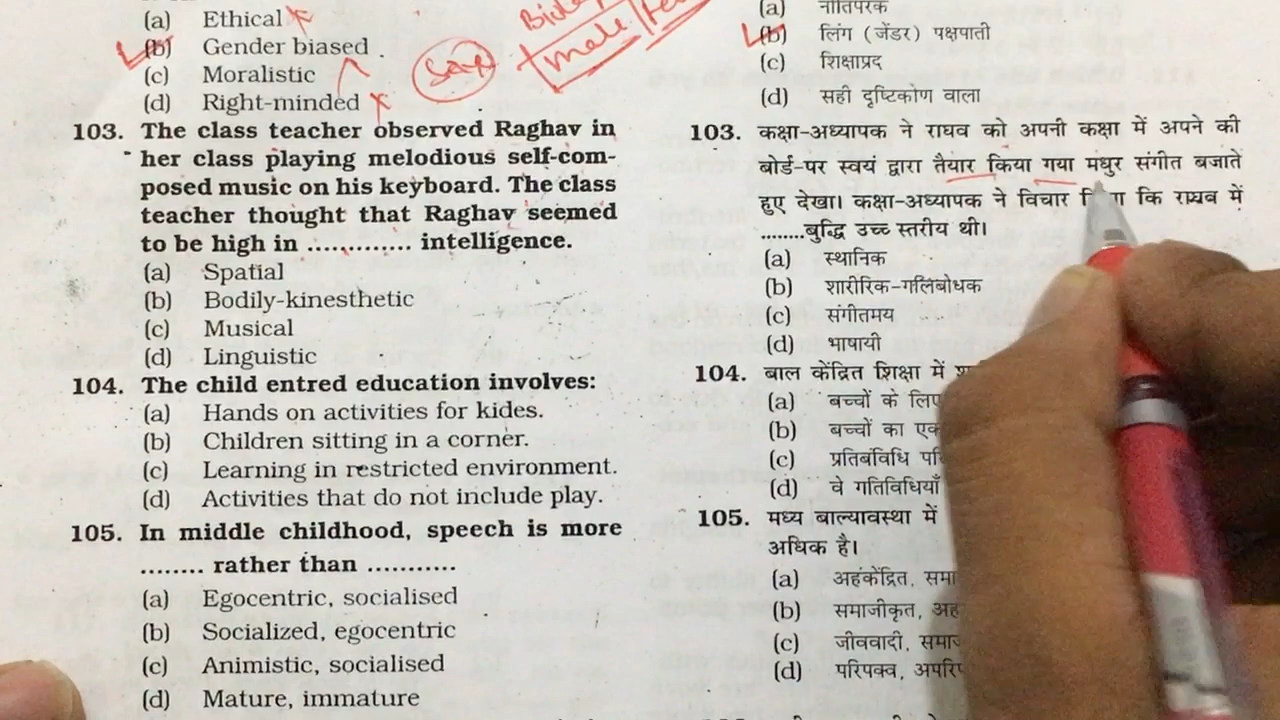 (a) Ethical
(b) Gender biased
(c) Moralistic
(d) Right-minded
Sex
male/
103. The class teacher observed Raghav in
her class playing melodious self-com-
posed music on his keyboard. The class
teacher thought that Raghav seemed
to be high in ............ intelligence.
(a) Spatial
(b) Bodily-kinesthetic
(c) Musical
(d) Linguistic
104. The child entred education involves:
(a) Hands on activities for kides.
(b) Children sitting in a corner.
(c) Learning in restricted environment.
(d) Activities that do not include play.
105. In middle childhood, speech is more
........ rather than ...........
(a) Egocentric, socialised
(b) Socialized, egocentric
(c) Animistic, socialised
(d) Mature, immature
(a) नीतिपरक
(b) लिंग (जेंडर) पक्षपाती
(c) शिक्षाप्रद
(d) सही दृष्टिकोण वाला
103. कक्षा-अध्यापक ने राघव को अपनी कक्षा में अपने की
बोर्ड-पर स्वयं द्वारा तैयार किया गया मधुर संगीत बजाते
हुए देखा। कक्षा-अध्यापक ने विचार कि राघव में
........बुद्धि उच्च स्तरीय थी।
(a) स्थानिक
(b) शारीरिक-गलिबोधक
(c) संगीतमय
(d) भाषायी
104. बाल केंद्रित शिक्षा में
(a) बच्चों के लिए
(b) बच्चों का
(c) प्रतिबंविधि
(d) वे गतिविधियाँ
105. मध्य बाल्यावस्था में
अधिक है।
(a) अहंकेंद्रित,
(b) समाजीकृत,
(c) जीववादी,
(d) परिपक्व,